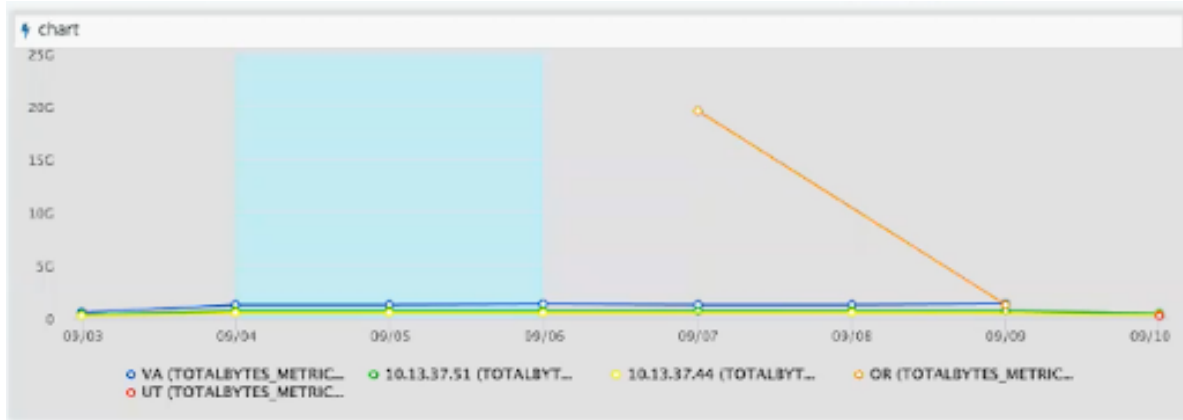 chart
25G
20G
15G
10G
5G
0
09/03 09/04 09/05 09/06 09/07 09/08 09/09 09/10
VA (TOTALBYTES_METRIC... 10.13.37.51 (TOTALBYT... 10.13.37.44 (TOTALBYT... OR (TOTALBYTES_METRIC...
UT (TOTALBYTES_METRIC...